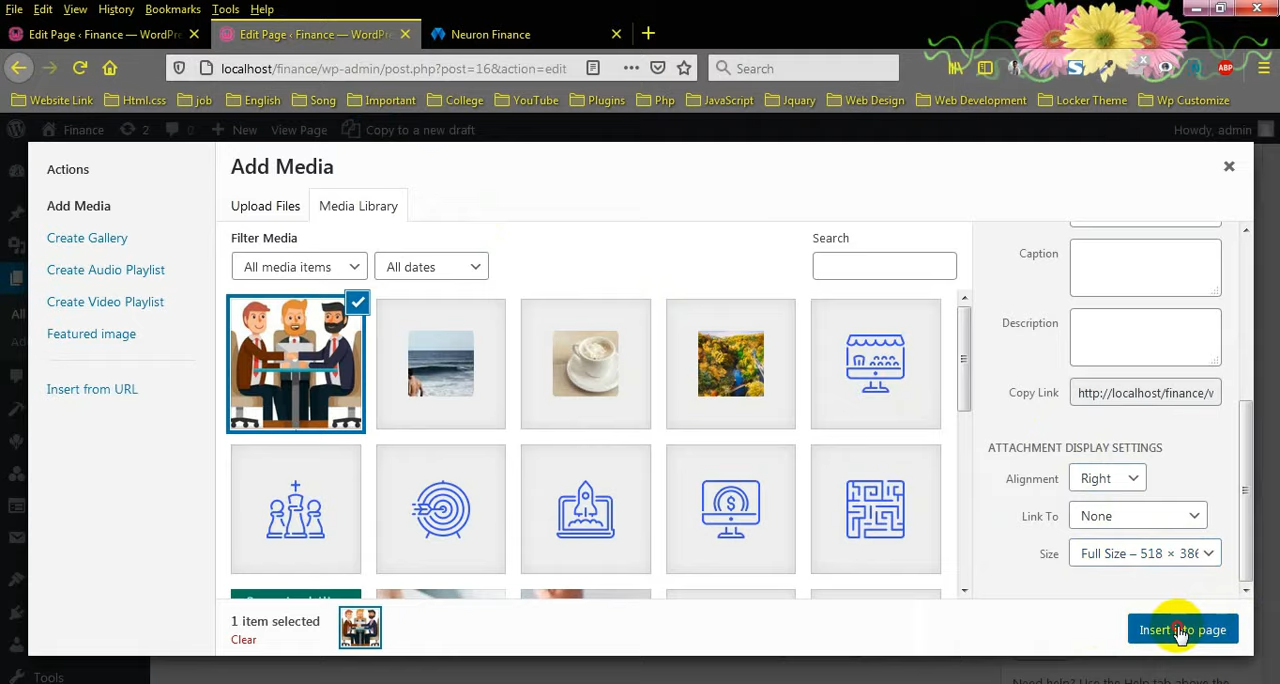 File Edit View History Bookmarks Tools Help
Edit Page ‹ Finance — WordPr
Edit Page ‹ Finance — WordPre
Neuron Finance
localhost/finance/wp-admin/post.php?post=16&action=edit
Search
ABP
Website Link Html.css job English Song Important College YouTube Plugins Php JavaScript Jquary Web Design Web Development Locker Theme Wp Customize
Finance 2 0 New View Page Copy to a new draft Howdy, admin
Actions
Add Media
Create Gallery
Create Audio Playlist
Create Video Playlist
Featured image
Insert from URL
Add Media
Upload Files Media Library
Filter Media
All media items All dates
Search
Caption
Description
Copy Link http://localhost/finance/v
ATTACHMENT DISPLAY SETTINGS
Alignment Right
Link To None
Size Full Size – 518 × 386
1 item selected
Clear
Insert into page
All
Tools